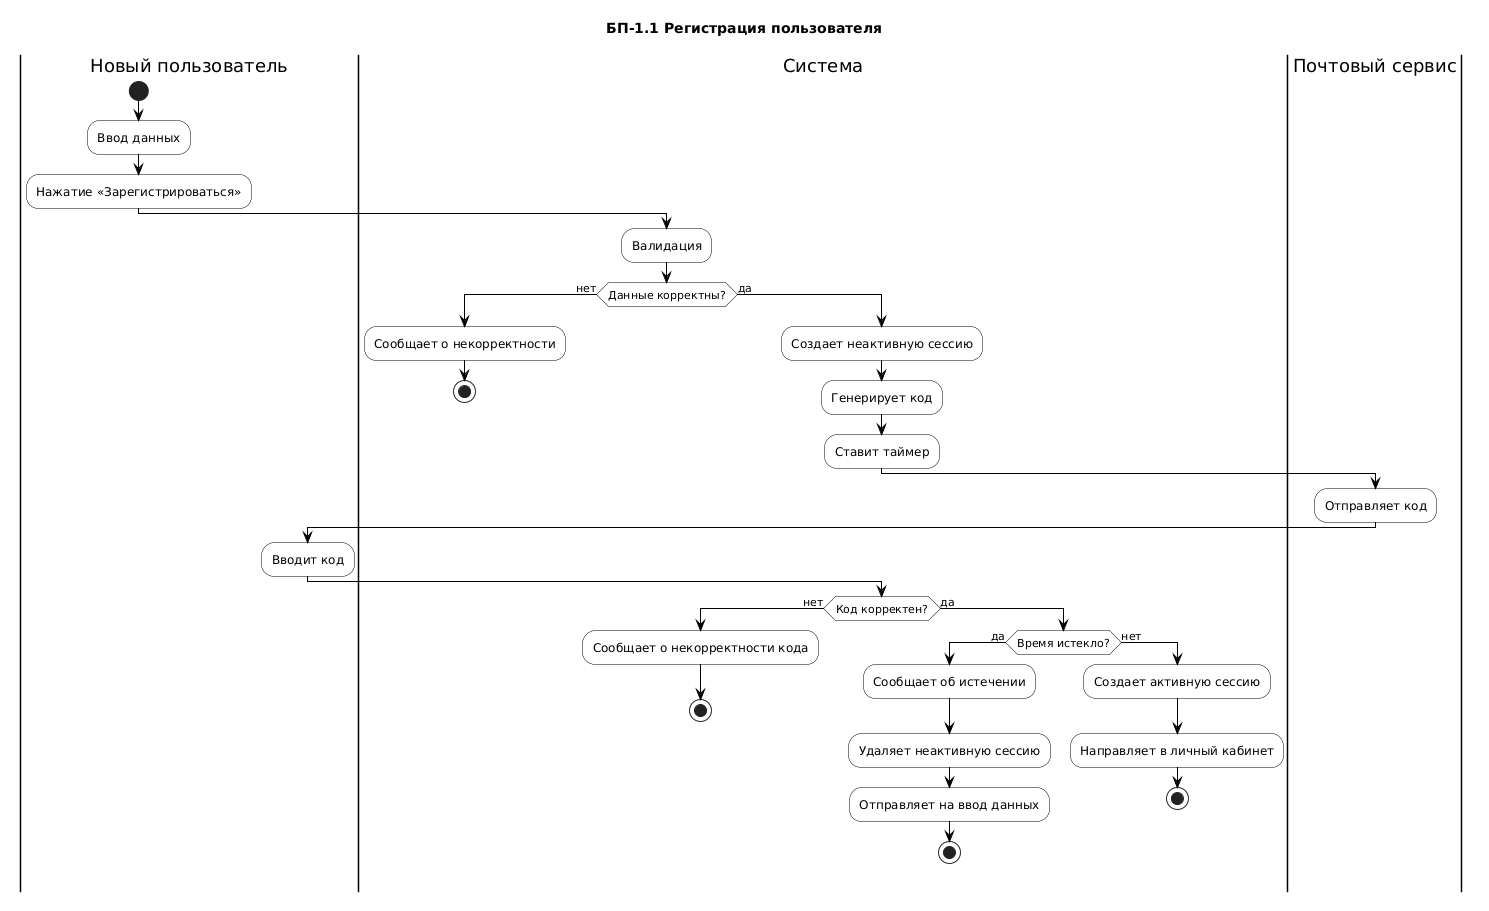 БП-1.1 Регистрация пользователя
Новый пользователь
Система
Почтовый сервис
Ввод данных
Нажатие «Зарегистрироваться»
Валидация
Данные корректны?
нет
да
Сообщает о некорректности
Создает неактивную сессию
Генерирует код
Ставит таймер
Отправляет код
Вводит код
Код корректен?
нет
да
Сообщает о некорректности кода
Время истекло?
да
нет
Сообщает об истечении
Создает активную сессию
Удаляет неактивную сессию
Направляет в личный кабинет
Отправляет на ввод данных